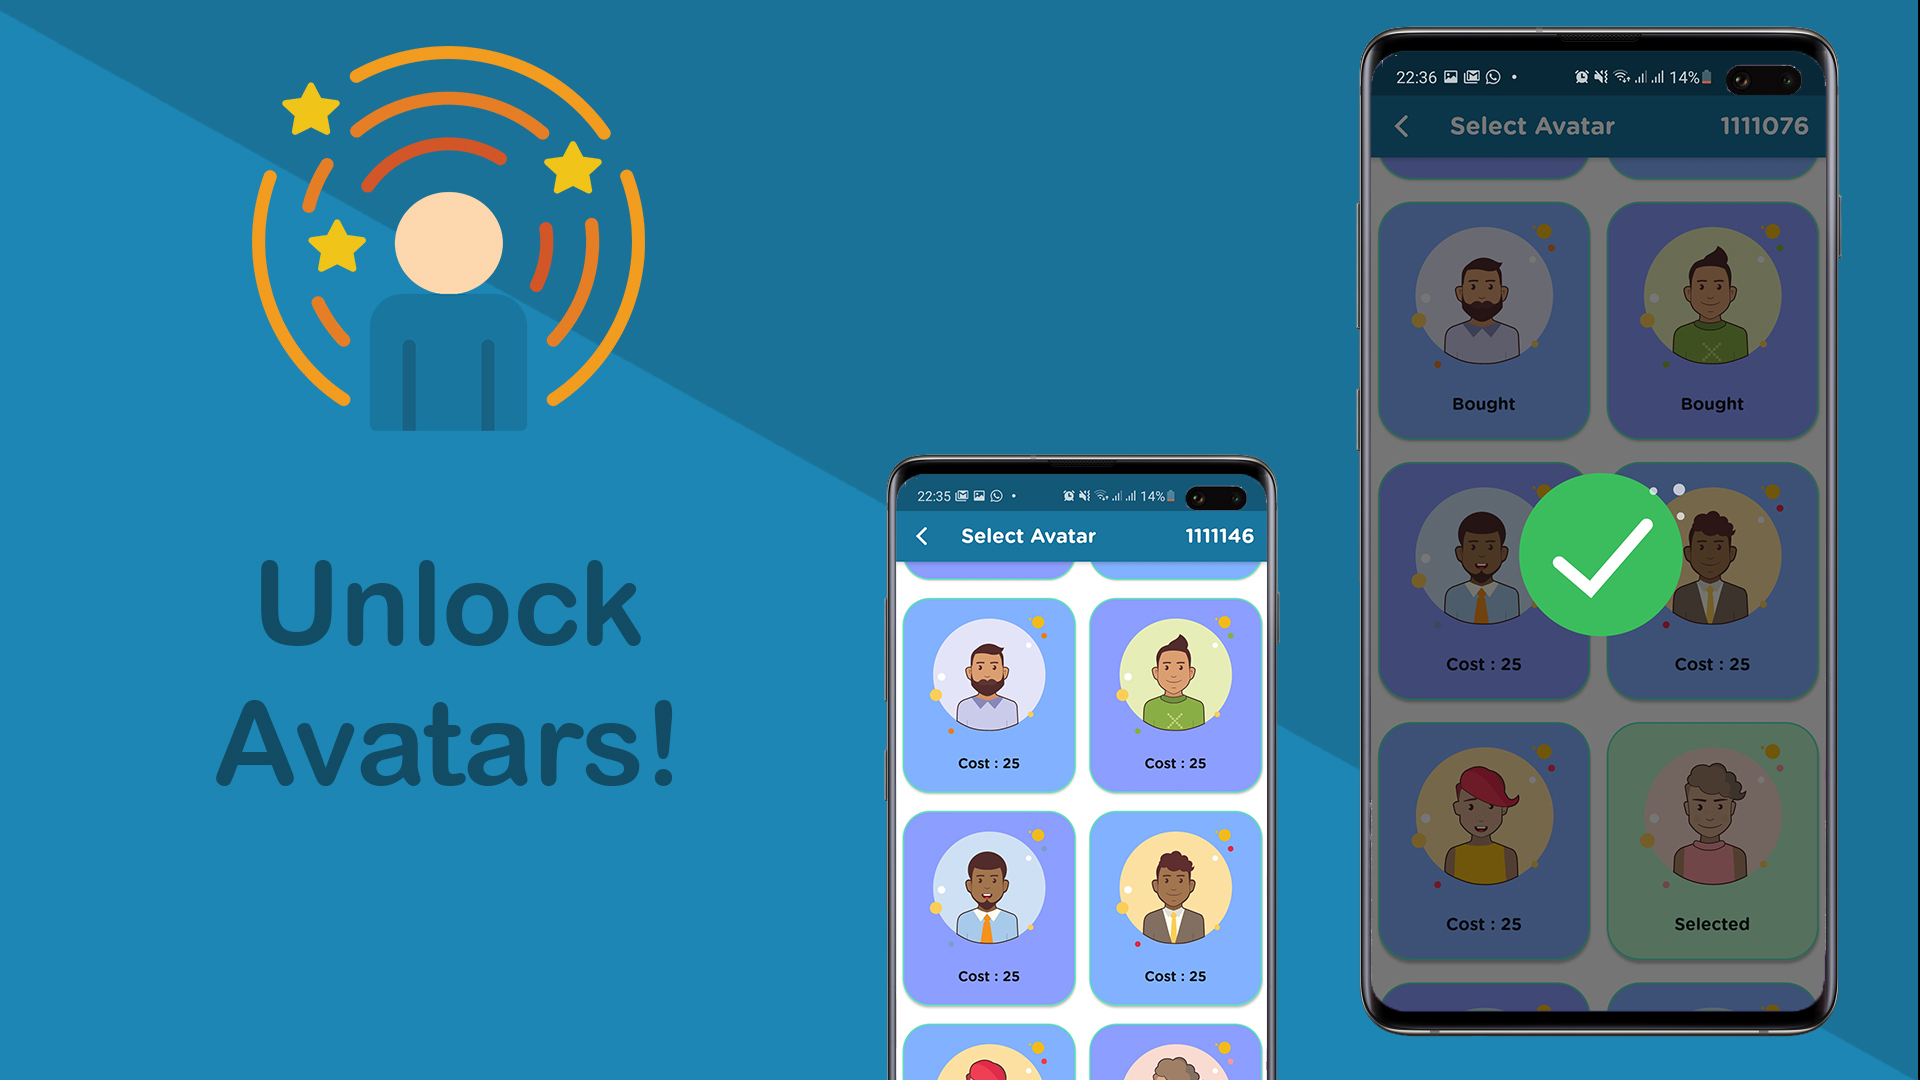 Unlock
Avatars!
22:35
14%
Select Avatar 1111146
Cost : 25 Cost : 25
Cost : 25 Cost : 25
22:36
14%
Select Avatar 1111076
Bought Bought
Cost : 25 Cost : 25
Cost : 25 Selected